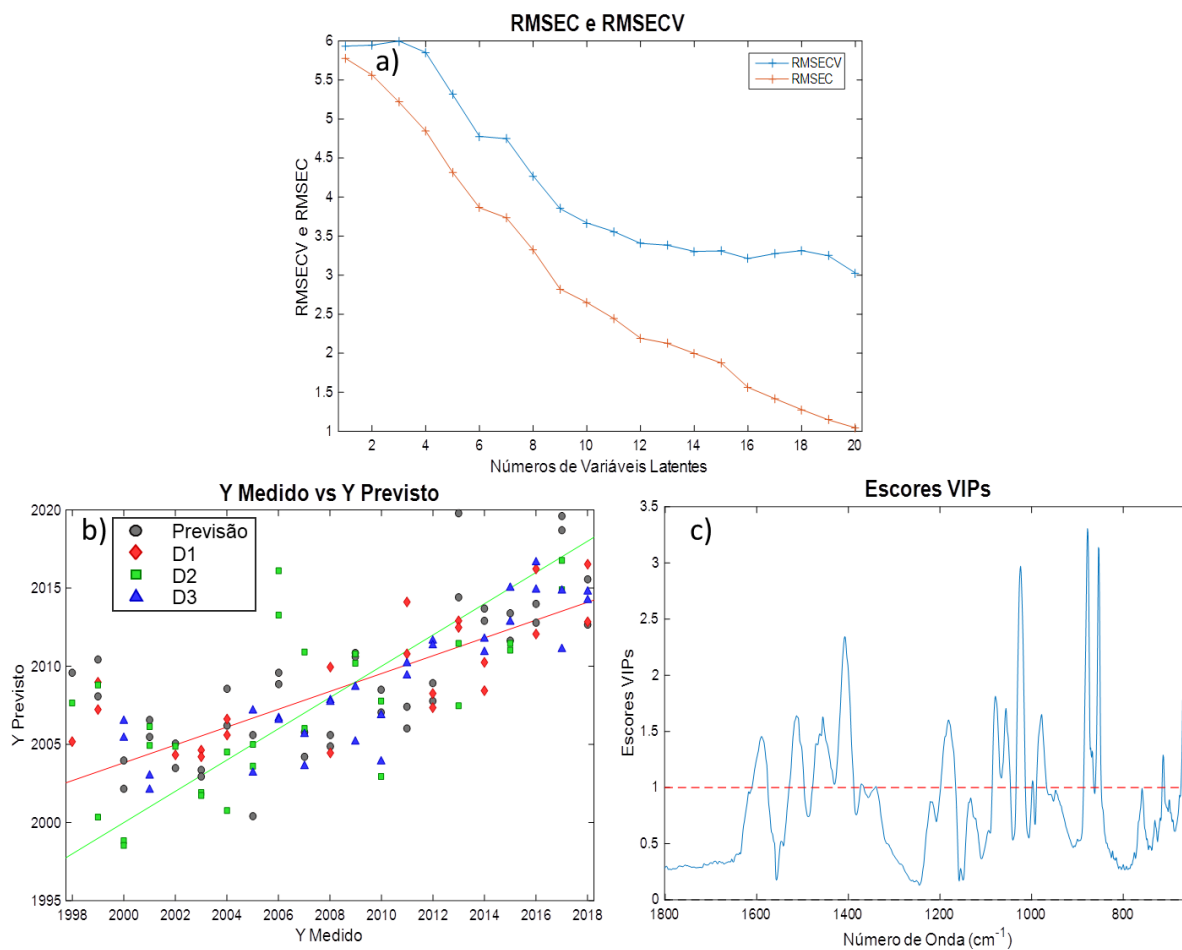 RMSEC e RMSECV
a)
RMSECV
RMSEC
6
5.5
5
4.5
4
3.5
3
2.5
2
1.5
1
RMSECV e RMSEC
2 4 6 8 10 12 14 16 18 20
Números de Variáveis Latentes
Y Medido vs Y Previsto
b)
Previsão
D1
D2
D3
2020
2015
2010
2005
2000
1995
Y Previsto
1998 2000 2002 2004 2006 2008 2010 2012 2014 2016 2018
Y Medido
Escores VIPs
c)
3.5
3
2.5
2
1.5
1
0.5
0
Escores VIPs
1800 1600 1400 1200 1000 800
Número de Onda (cm⁻¹)